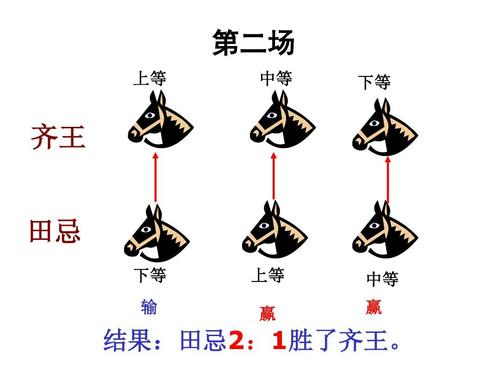 第二场
上等 中等 下等
齐王
田忌
下等 上等 中等
输 赢 赢
结果：田忌2：1胜了齐王。